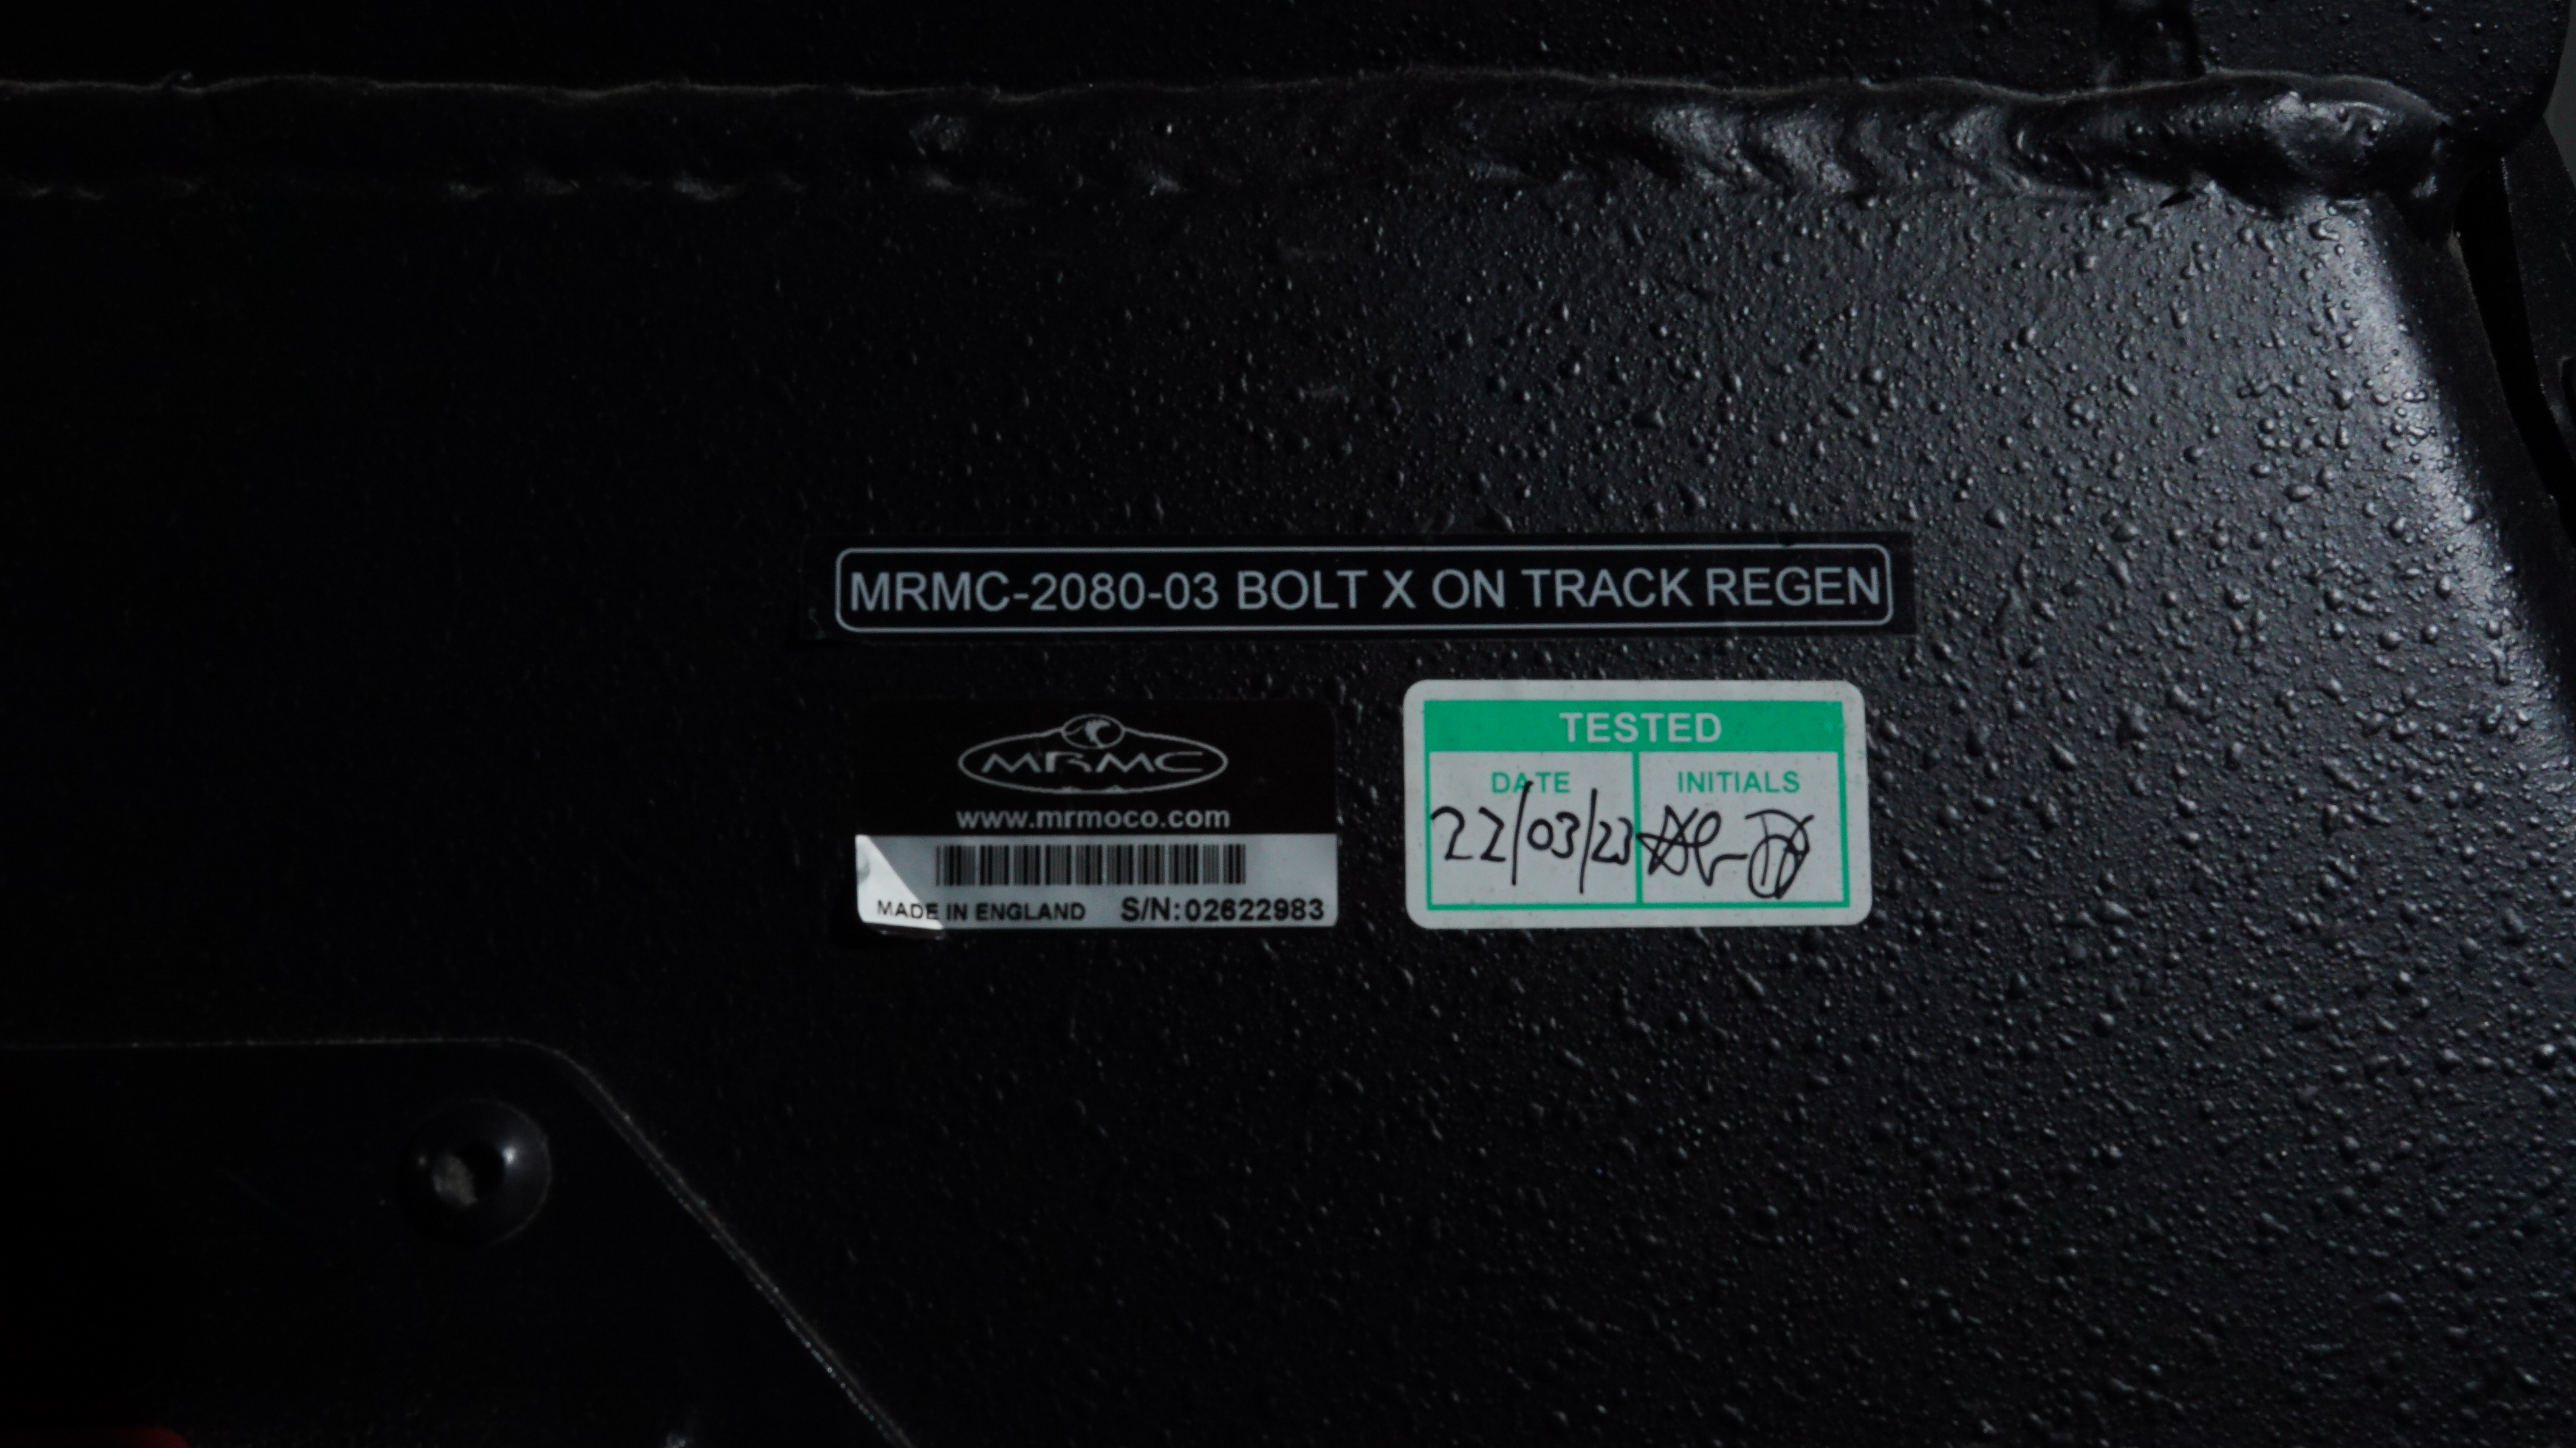 MRMC-2080-03 BOLT X ON TRACK REGEN
MRMC
www.mrmoco.com
MADE IN ENGLAND S/N:02622983
TESTED
DATE INITIALS
22/03/23